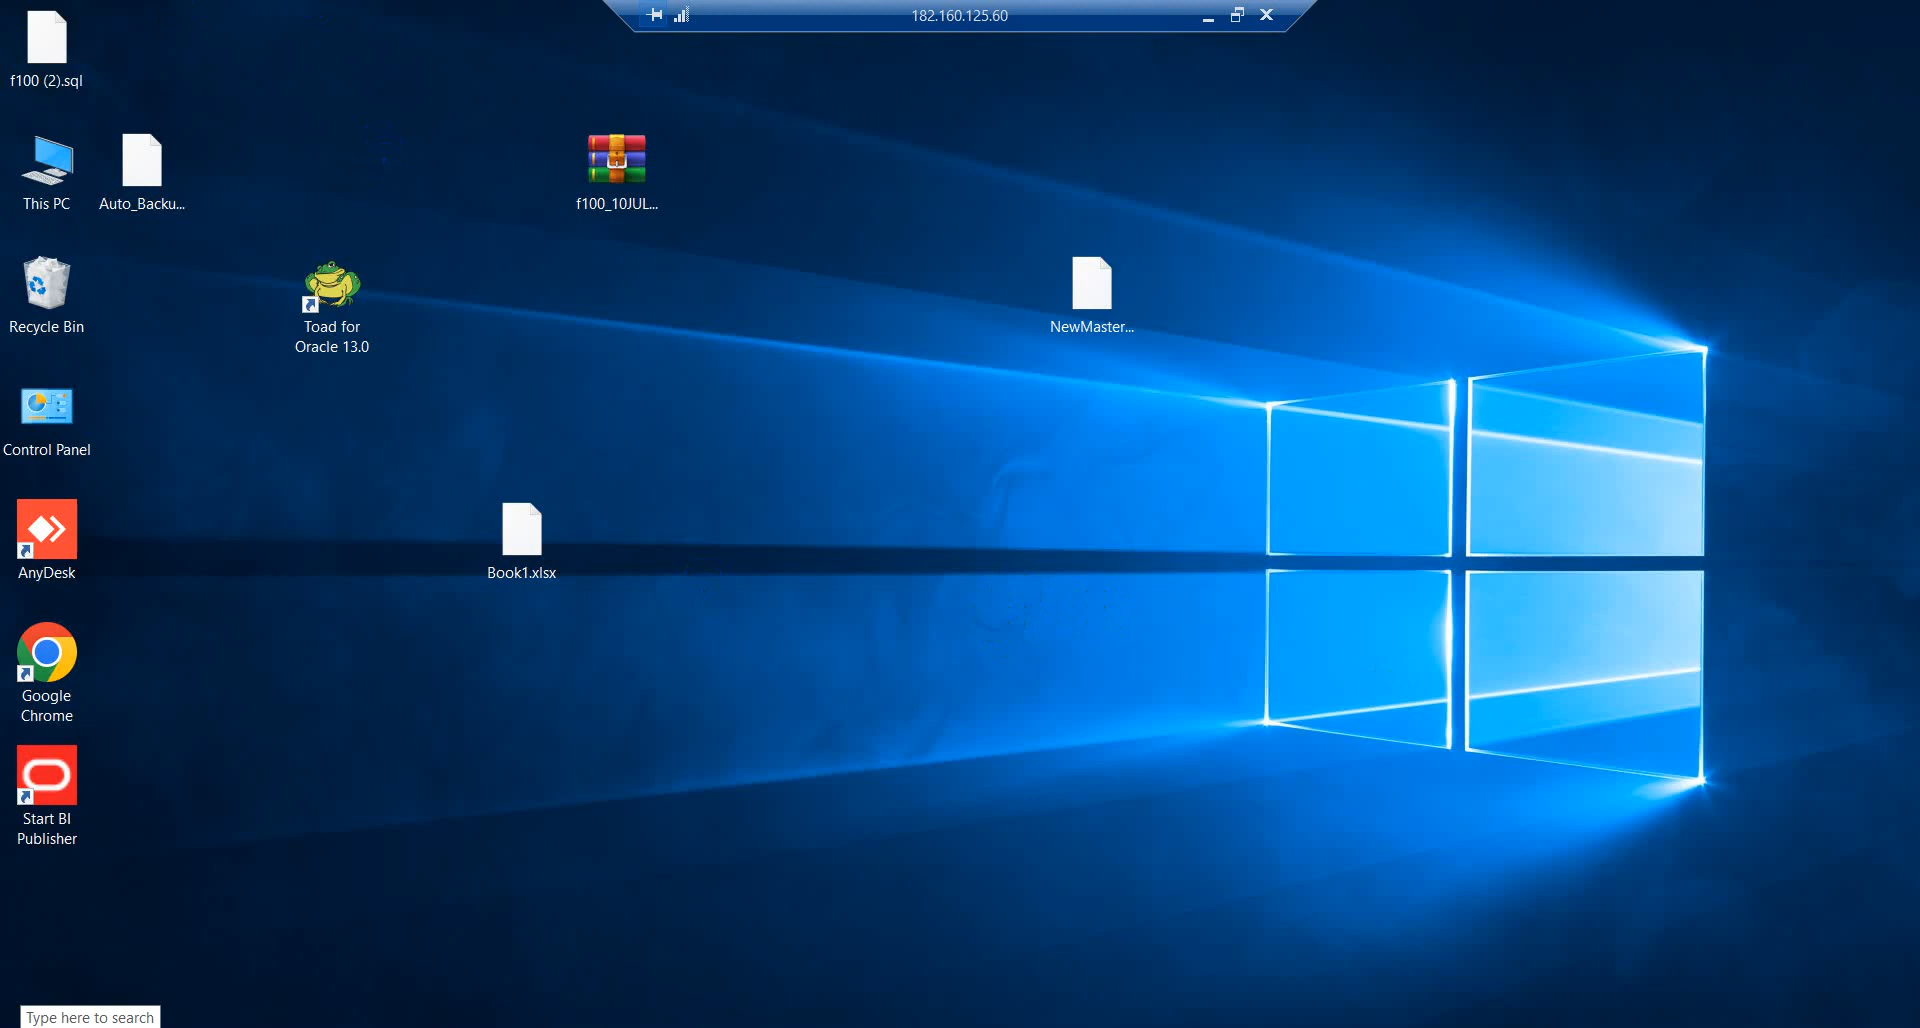 182.160.125.60
f100 (2).sql
This PC
Auto_Backu...
f100_10JUL...
Recycle Bin
Toad for
Oracle 13.0
NewMaster...
Control Panel
AnyDesk
Book1.xlsx
Google
Chrome
Start BI
Publisher
Type here to search